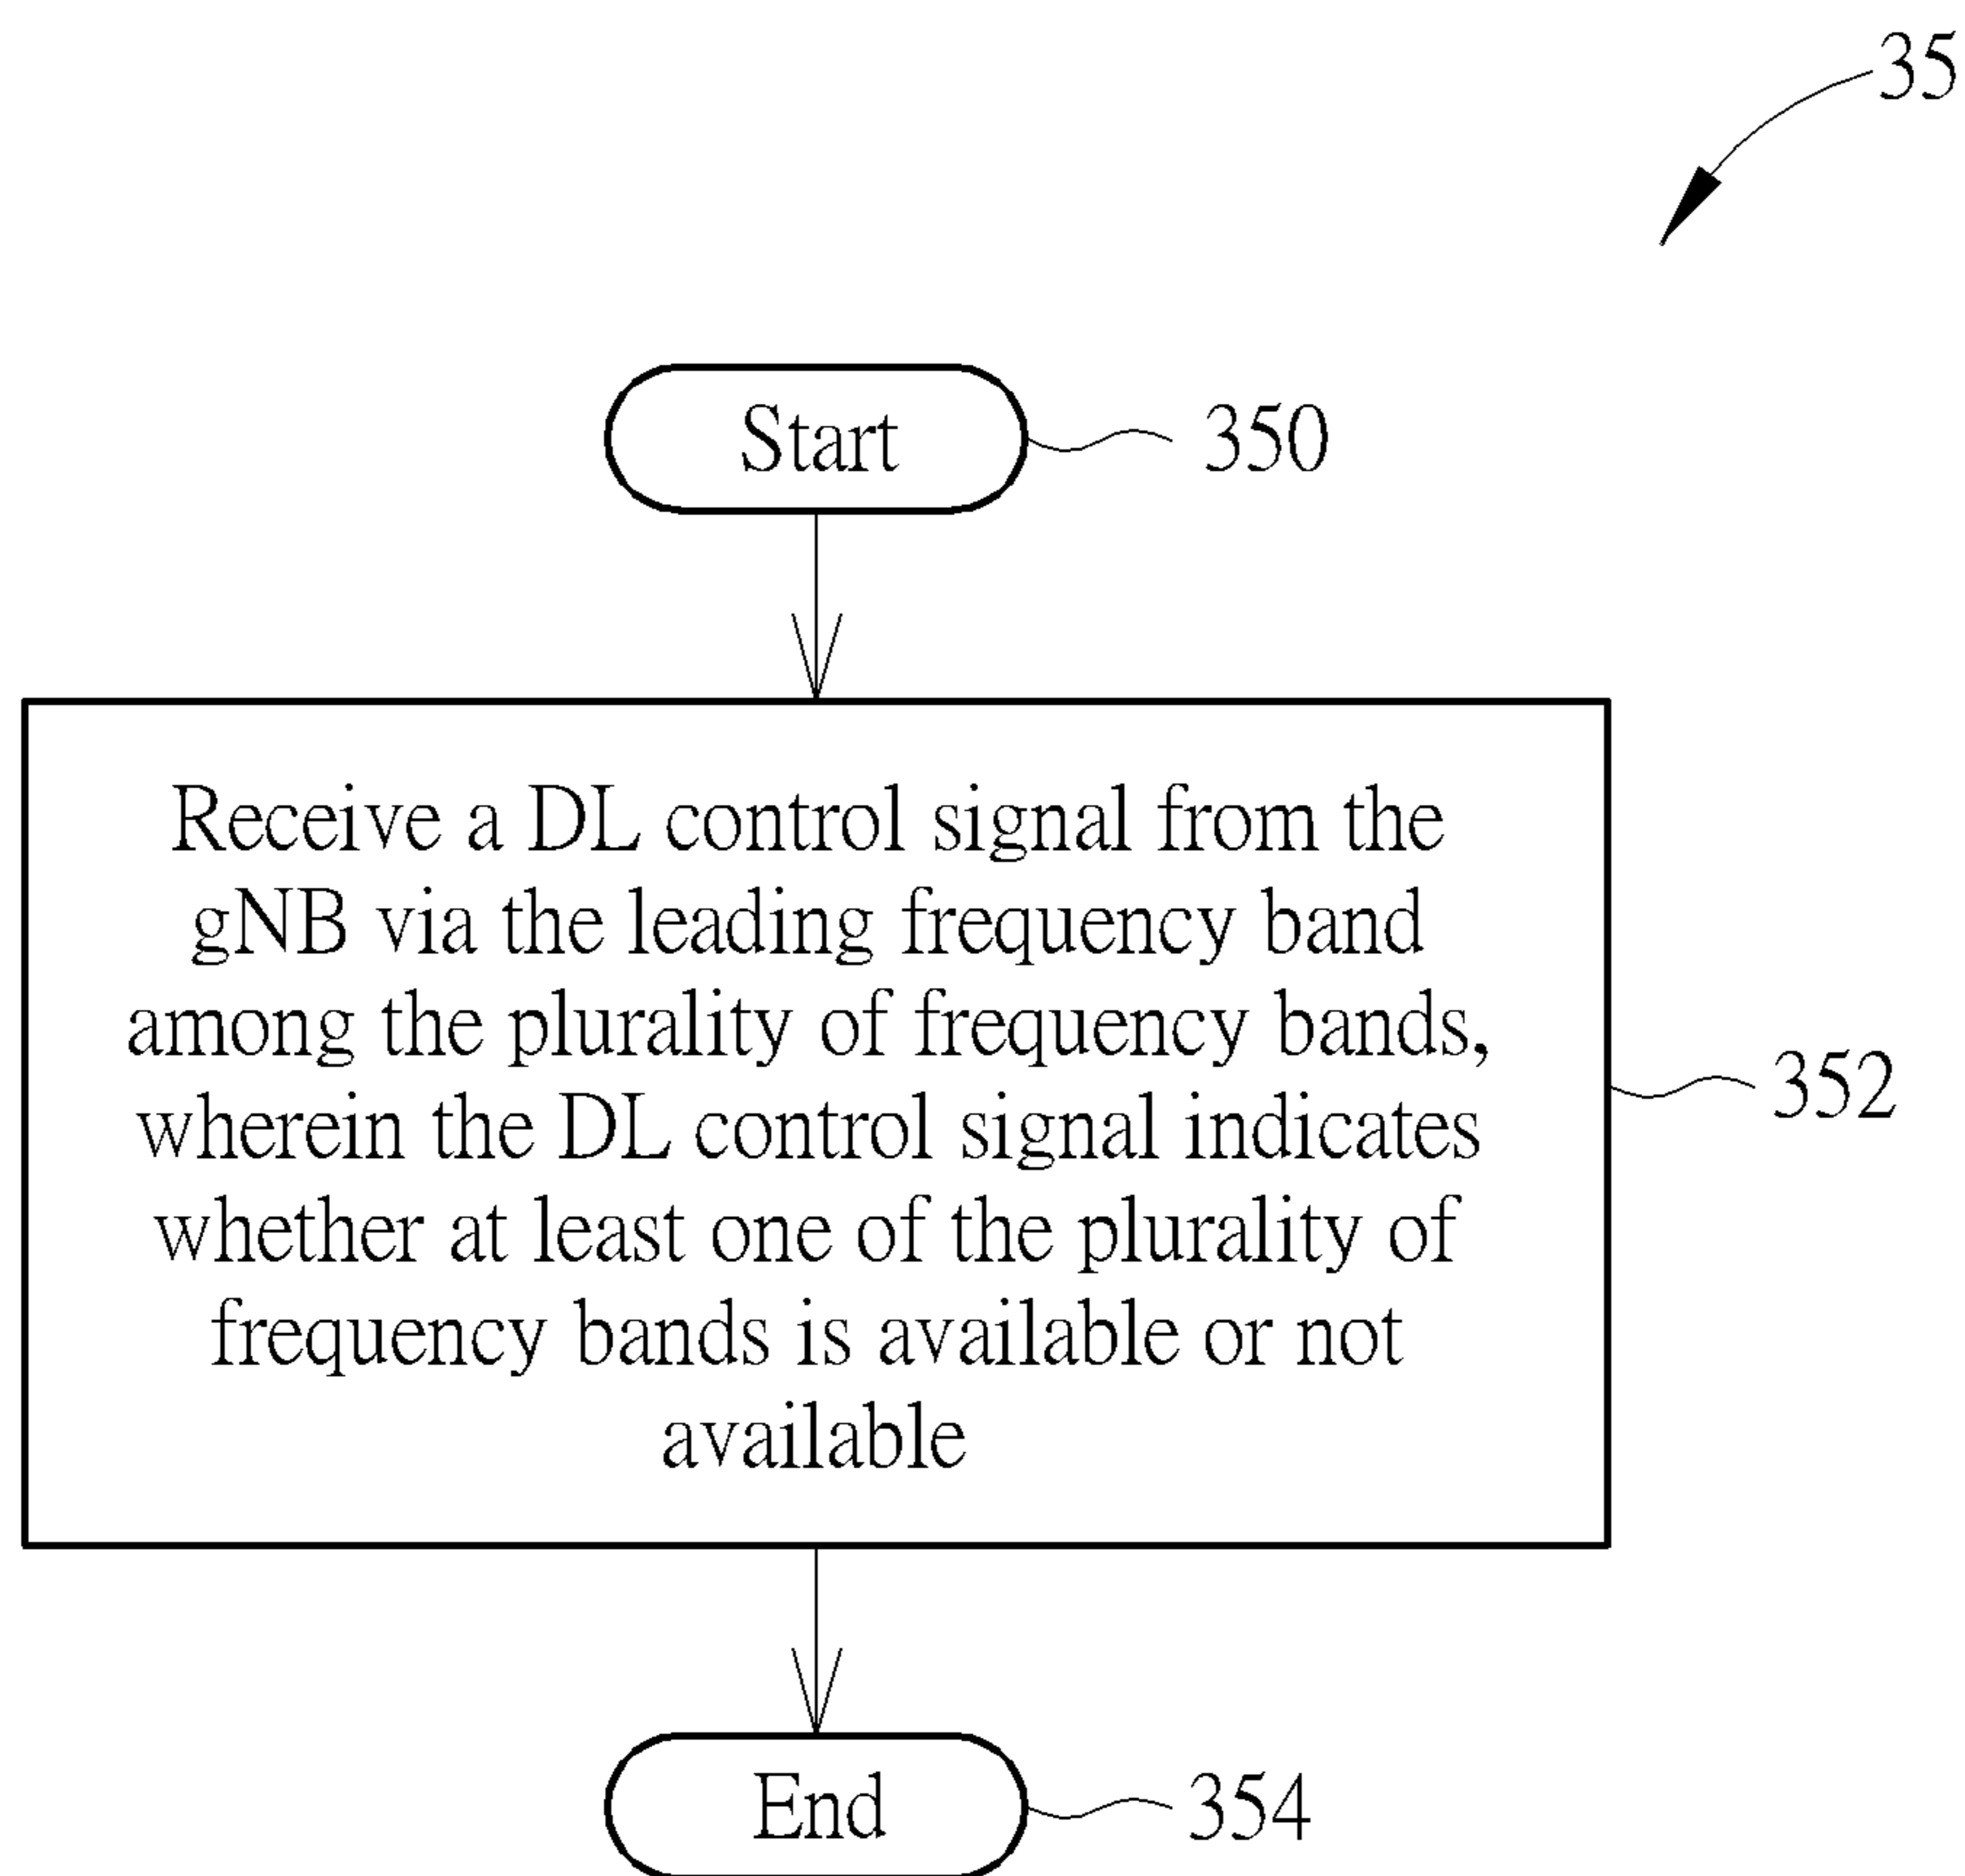 35
Start
350
Receive a DL control signal from the
gNB via the leading frequency band
among the plurality of frequency bands,
wherein the DL control signal indicates
whether at least one of the plurality of
frequency bands is available or not
available
352
End
354